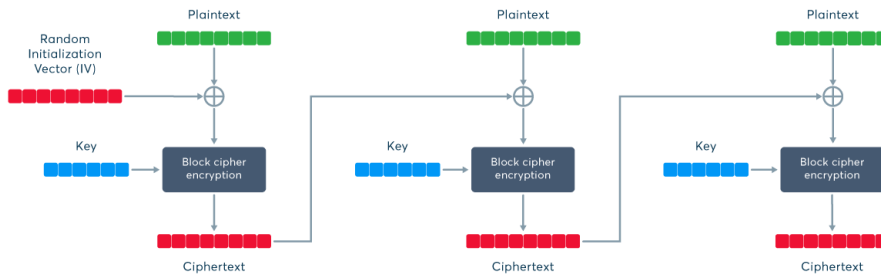 Plaintext
Plaintext
Plaintext
Random
Initialization
Vector (IV)
Key
Block cipher
encryption
Key
Block cipher
encryption
Key
Block cipher
encryption
Ciphertext
Ciphertext
Ciphertext